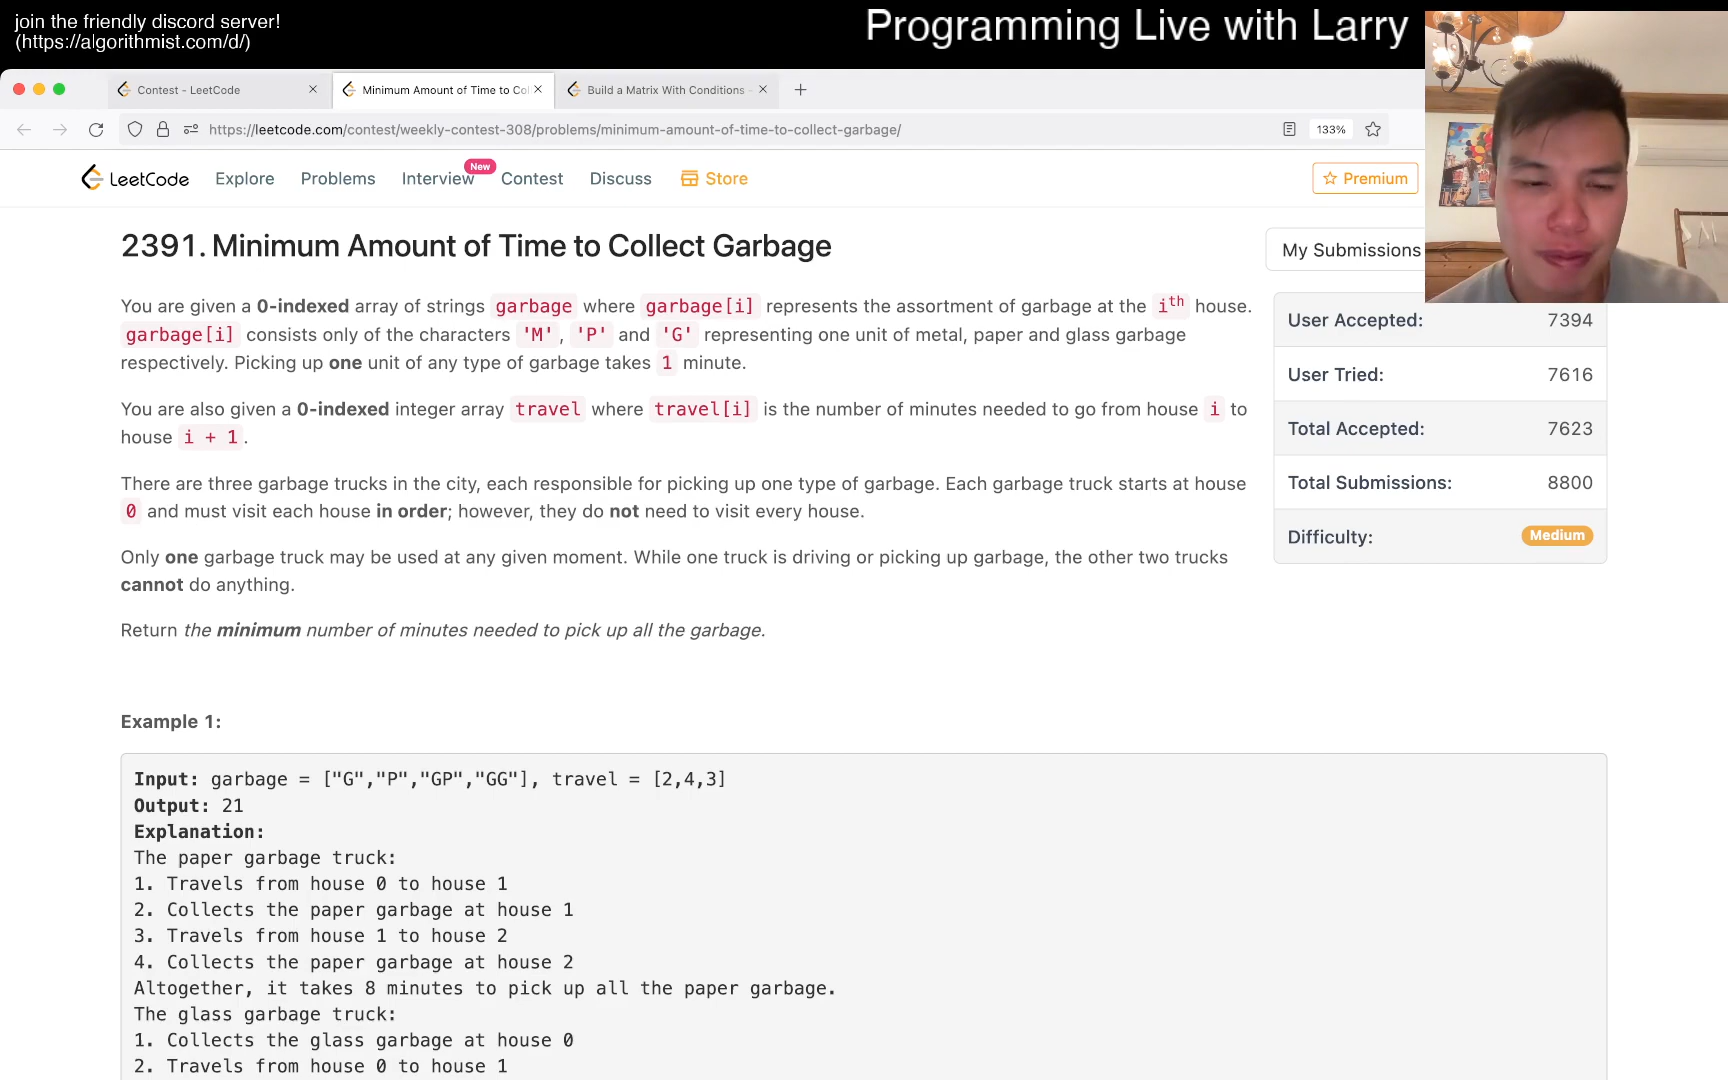 join the friendly discord server!
(https://algorithmist.com/d/)
Programming Live with Larry
Contest - LeetCode
Minimum Amount of Time to Col
Build a Matrix With Conditions -
https://leetcode.com/contest/weekly-contest-308/problems/minimum-amount-of-time-to-collect-garbage/
133%
LeetCode
Explore
Problems
Interview
New
Contest
Discuss
Store
Premium
2391. Minimum Amount of Time to Collect Garbage
My Submissions
You are given a 0-indexed array of strings garbage where garbage[i] represents the assortment of garbage at the ith house.
garbage[i] consists only of the characters 'M', 'P' and 'G' representing one unit of metal, paper and glass garbage
respectively. Picking up one unit of any type of garbage takes 1 minute.
You are also given a 0-indexed integer array travel where travel[i] is the number of minutes needed to go from house i to
house i + 1.
There are three garbage trucks in the city, each responsible for picking up one type of garbage. Each garbage truck starts at house
0 and must visit each house in order; however, they do not need to visit every house.
Only one garbage truck may be used at any given moment. While one truck is driving or picking up garbage, the other two trucks
cannot do anything.
Return the minimum number of minutes needed to pick up all the garbage.
User Accepted: 7394
User Tried: 7616
Total Accepted: 7623
Total Submissions: 8800
Difficulty: Medium
Example 1:
Input: garbage = ["G","P","GP","GG"], travel = [2,4,3]
Output: 21
Explanation:
The paper garbage truck:
1. Travels from house 0 to house 1
2. Collects the paper garbage at house 1
3. Travels from house 1 to house 2
4. Collects the paper garbage at house 2
Altogether, it takes 8 minutes to pick up all the paper garbage.
The glass garbage truck:
1. Collects the glass garbage at house 0
2. Travels from house 0 to house 1